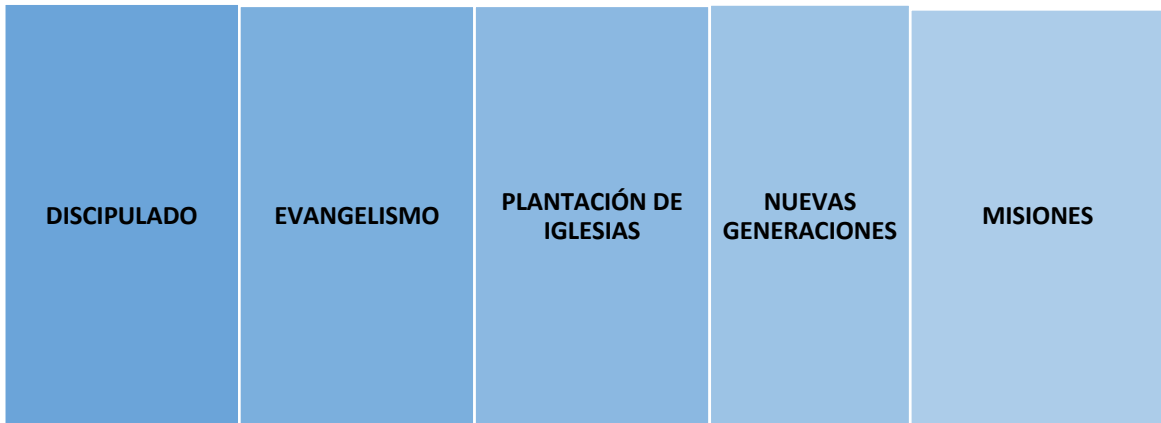 DISCIPULADO
EVANGELISMO
PLANTACIÓN DE
IGLESIAS
NUEVAS
GENERACIONES
MISIONES